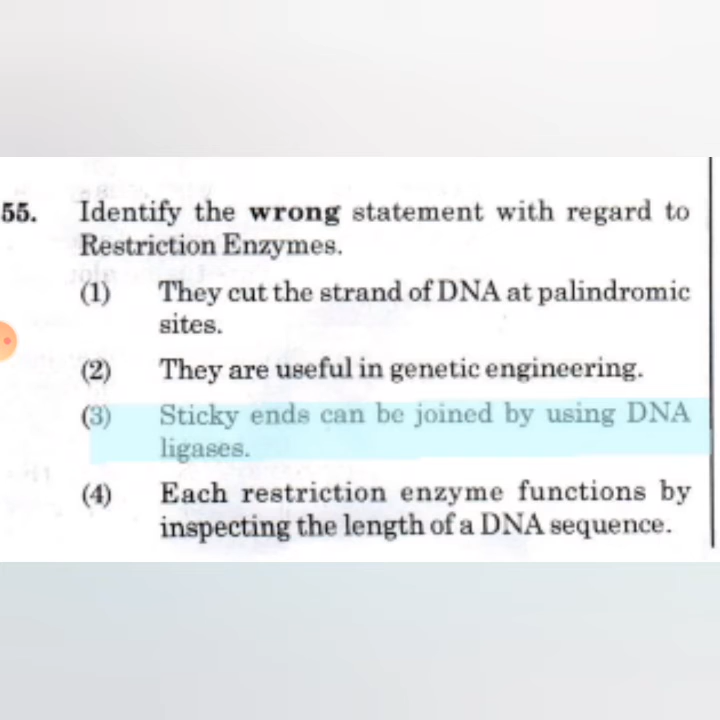 55. Identify the wrong statement with regard to
Restriction Enzymes.
(1) They cut the strand of DNA at palindromic
sites.
(2) They are useful in genetic engineering.
(3) Sticky ends can be joined by using DNA
ligases.
(4) Each restriction enzyme functions by
inspecting the length of a DNA sequence.